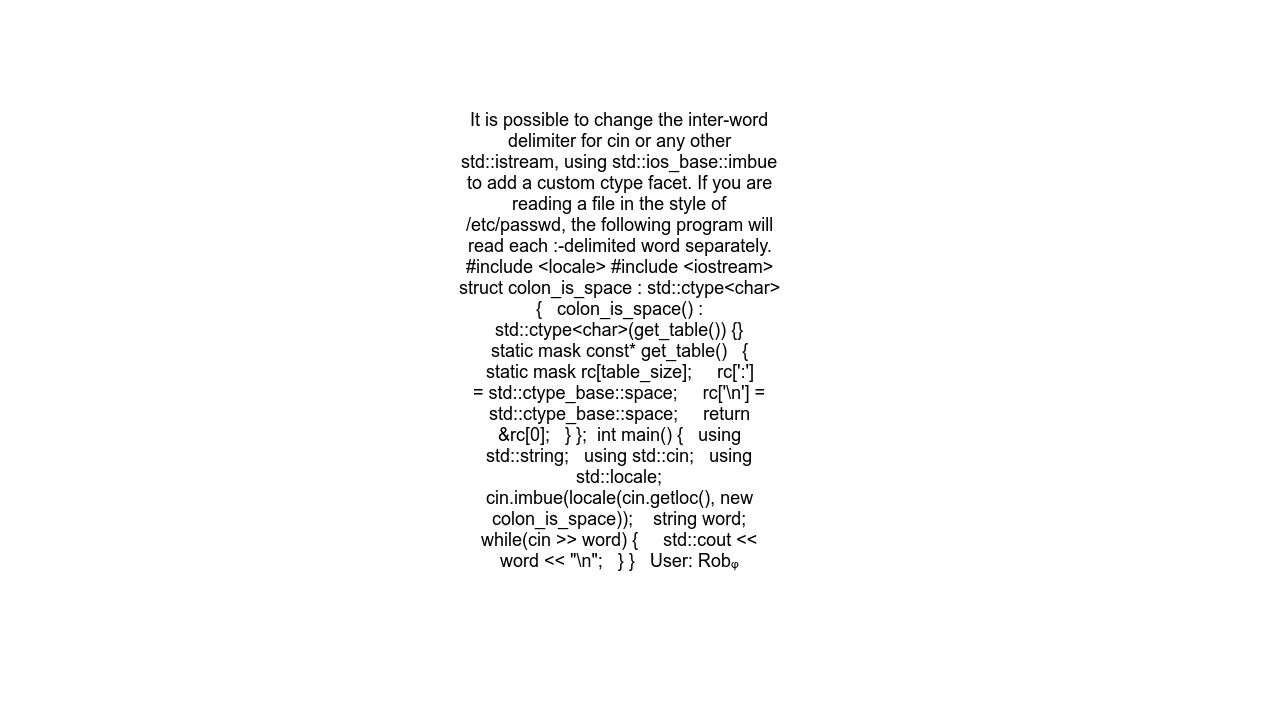 It is possible to change the inter-word
delimiter for cin or any other
std::istream, using std::ios_base::imbue
to add a custom ctype facet. If you are
reading a file in the style of
/etc/passwd, the following program will
read each :-delimited word separately.
#include <locale> #include <iostream>
struct colon_is_space : std::ctype<char>
{   colon_is_space() :
std::ctype<char>(get_table()) {}
static mask const* get_table()   {
static mask rc[table_size];     rc[':']
= std::ctype_base::space;     rc['\n'] =
std::ctype_base::space;     return
&rc[0];   } };  int main() {   using
std::string;   using std::cin;   using
std::locale;
cin.imbue(locale(cin.getloc(), new
colon_is_space));    string word;
while(cin >> word) {     std::cout <<
word << "\n";   } }   User: Robᵩ